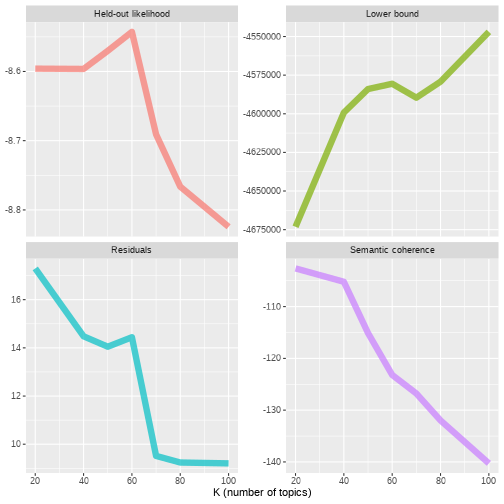 Held-out likelihood
Lower bound
-8.6
-8.7
-8.8
-4550000
-4575000
-4600000
-4625000
-4650000
-4675000
Residuals
Semantic coherence
16
14
12
10
-110
-120
-130
-140
20 40 60 80 100
20 40 60 80 100
K (number of topics)